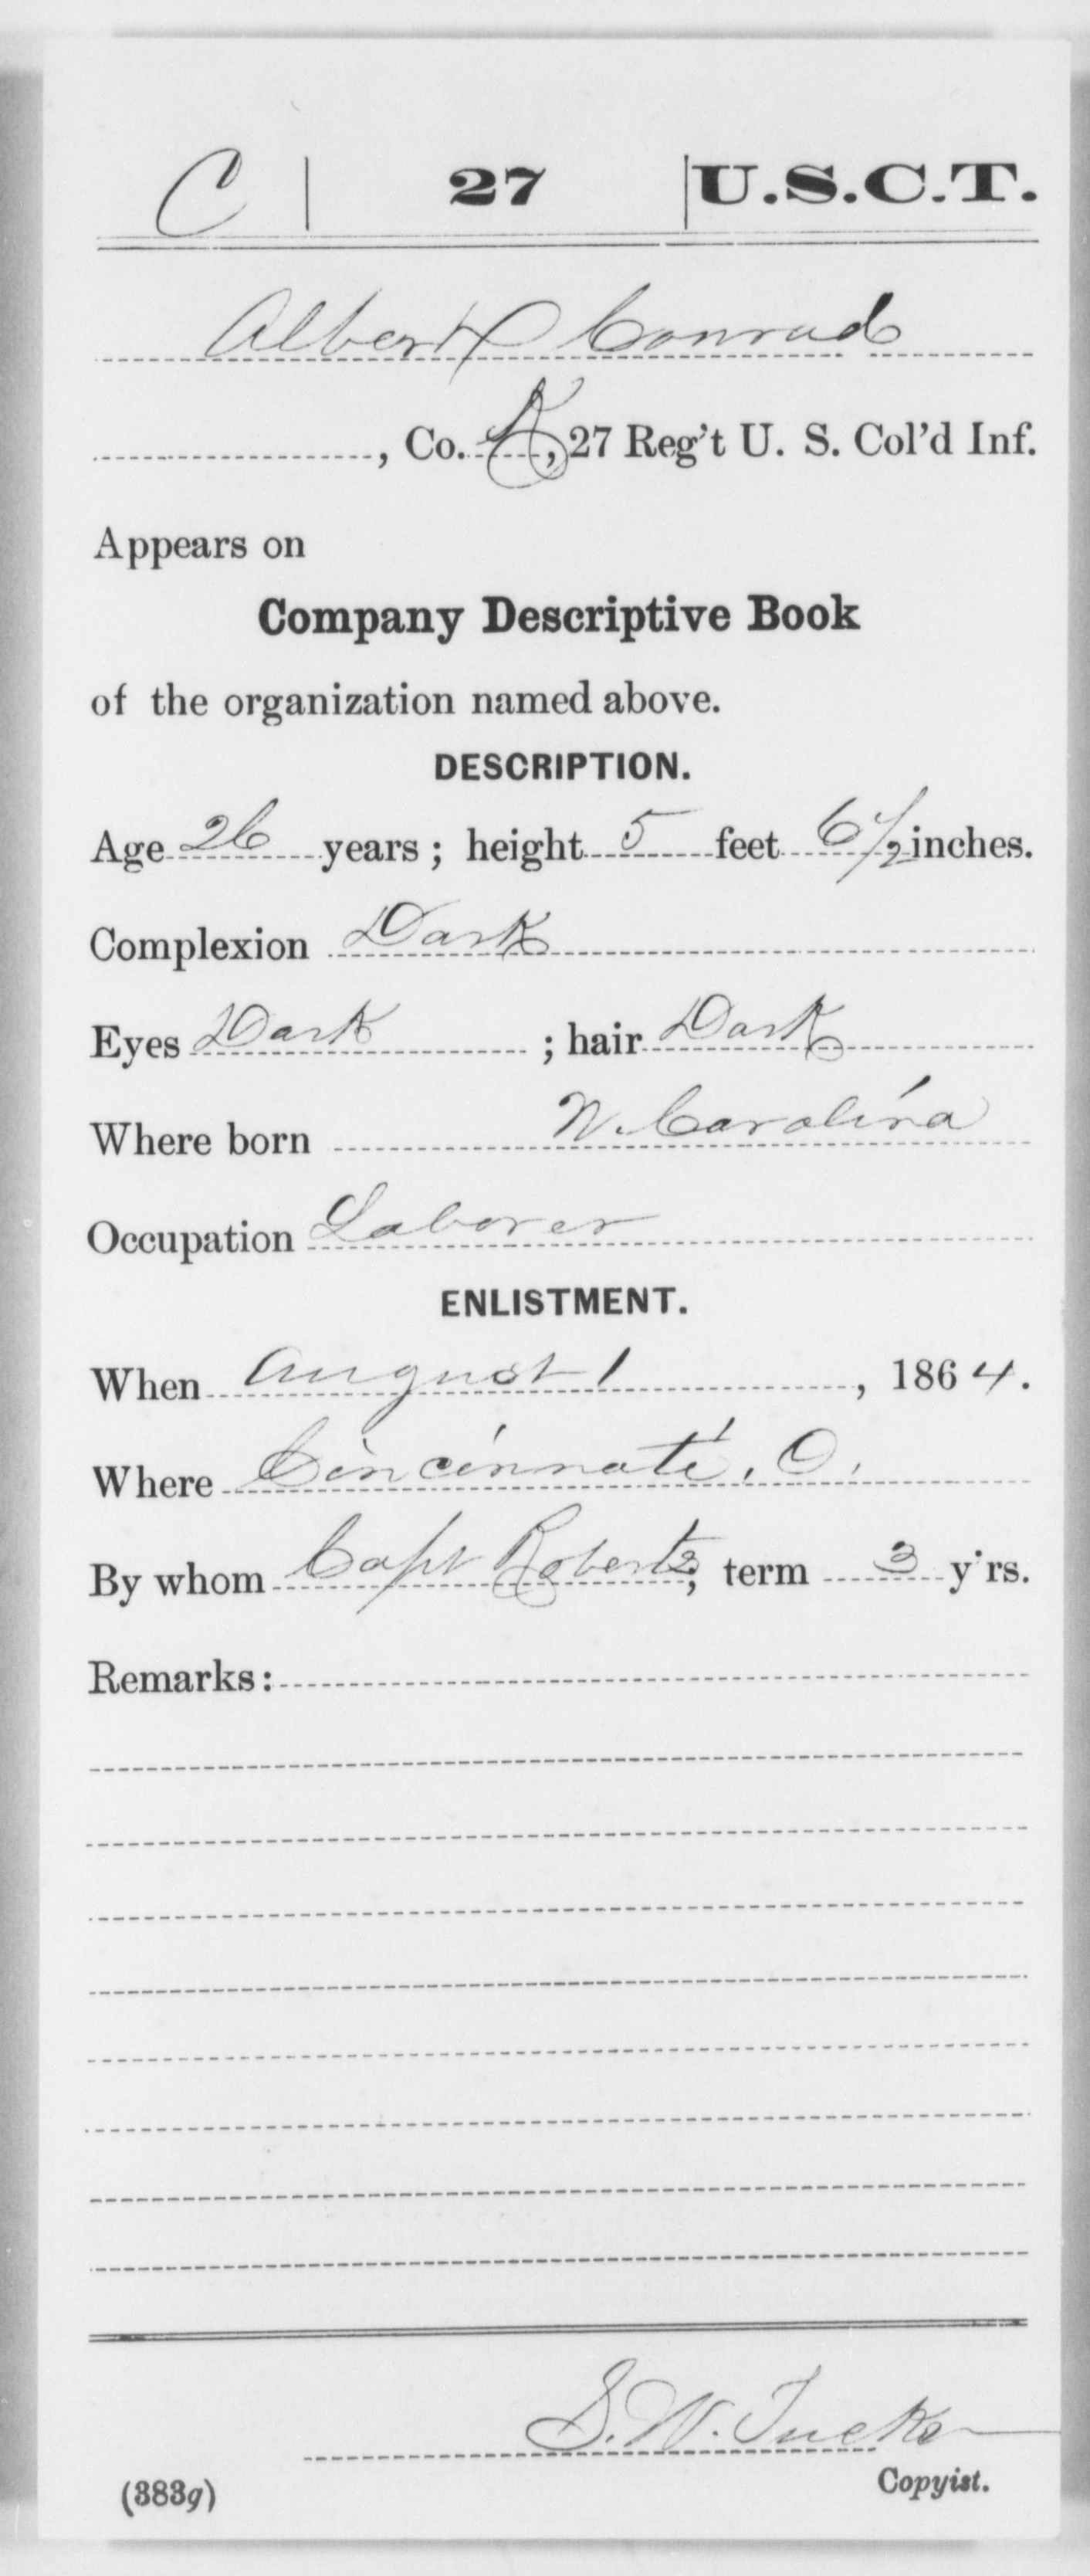 C | 27 | U.S.C.T.
Albert Conrad
, Co. K, 27 Reg't U. S. Col'd Inf.
Appears on
Company Descriptive Book
of the organization named above.
DESCRIPTION.
Age 26 years; height 5 feet 6 1/2 inches.
Complexion Dark
Eyes Dark ; hair Dark
Where born N. Carolina
Occupation Laborer
ENLISTMENT.
When August 1, 1864.
Where Cincinnati, O.
By whom Capt Roberts; term 3 y'rs.
Remarks:
S. W. Tucker
Copyist.
(383g)